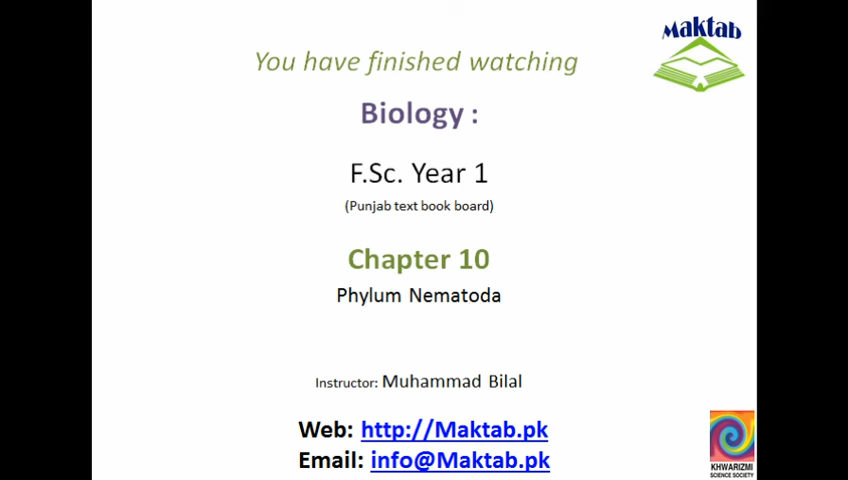 Maktab
You have finished watching
Biology :
F.Sc. Year 1
(Punjab text book board)
Chapter 10
Phylum Nematoda
Instructor: Muhammad Bilal
Web: http://Maktab.pk
Email: info@Maktab.pk
KHWARIZMI
SCIENCE SOCIETY